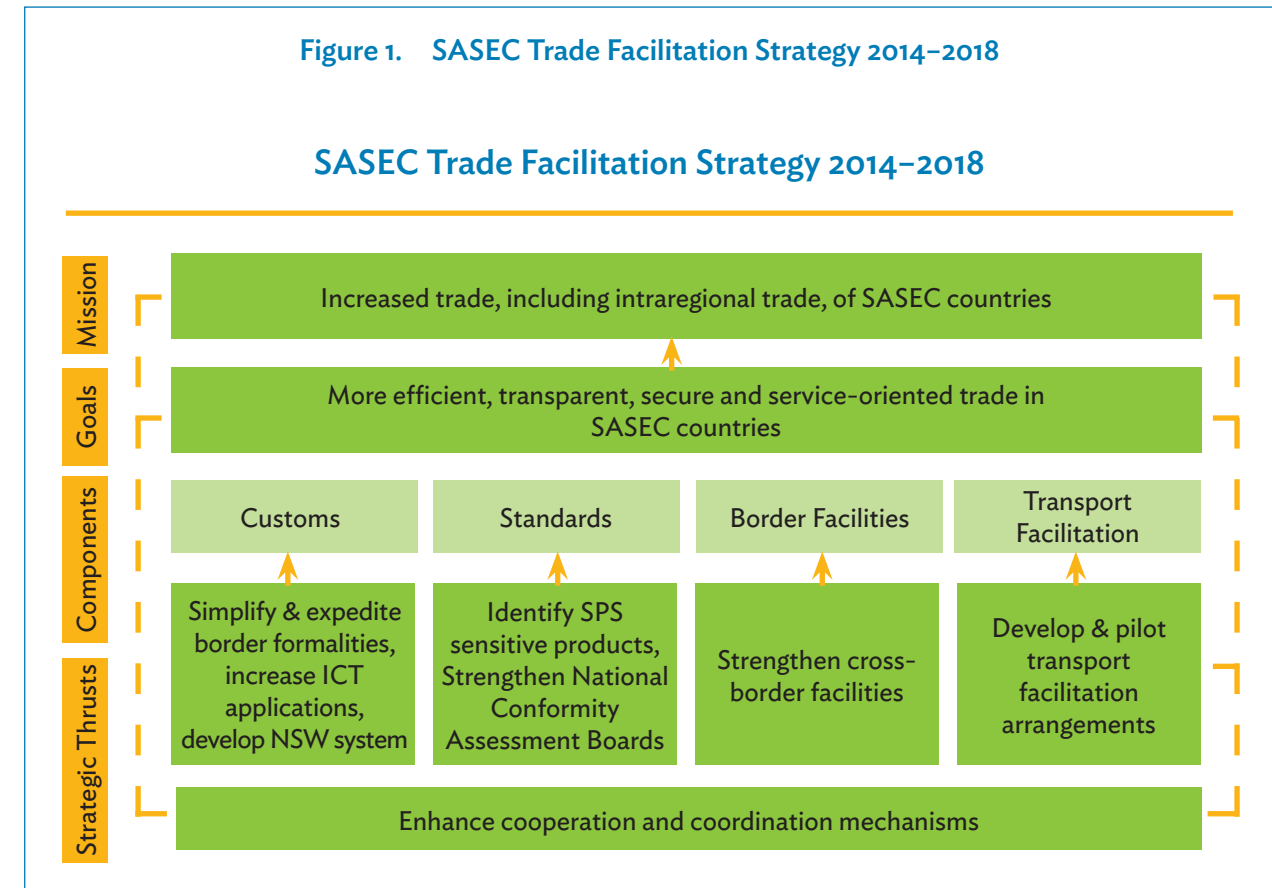 Figure 1. SASEC Trade Facilitation Strategy 2014–2018
SASEC Trade Facilitation Strategy 2014–2018
Mission
Increased trade, including intraregional trade, of SASEC countries
Goals
More efficient, transparent, secure and service-oriented trade in
SASEC countries
Components
Customs
Standards
Border Facilities
Transport
Facilitation
Strategic Thrusts
Simplify & expedite
border formalities,
increase ICT
applications,
develop NSW system
Identify SPS
sensitive products,
Strengthen National
Conformity
Assessment Boards
Strengthen cross-
border facilities
Develop & pilot
transport
facilitation
arrangements
Enhance cooperation and coordination mechanisms